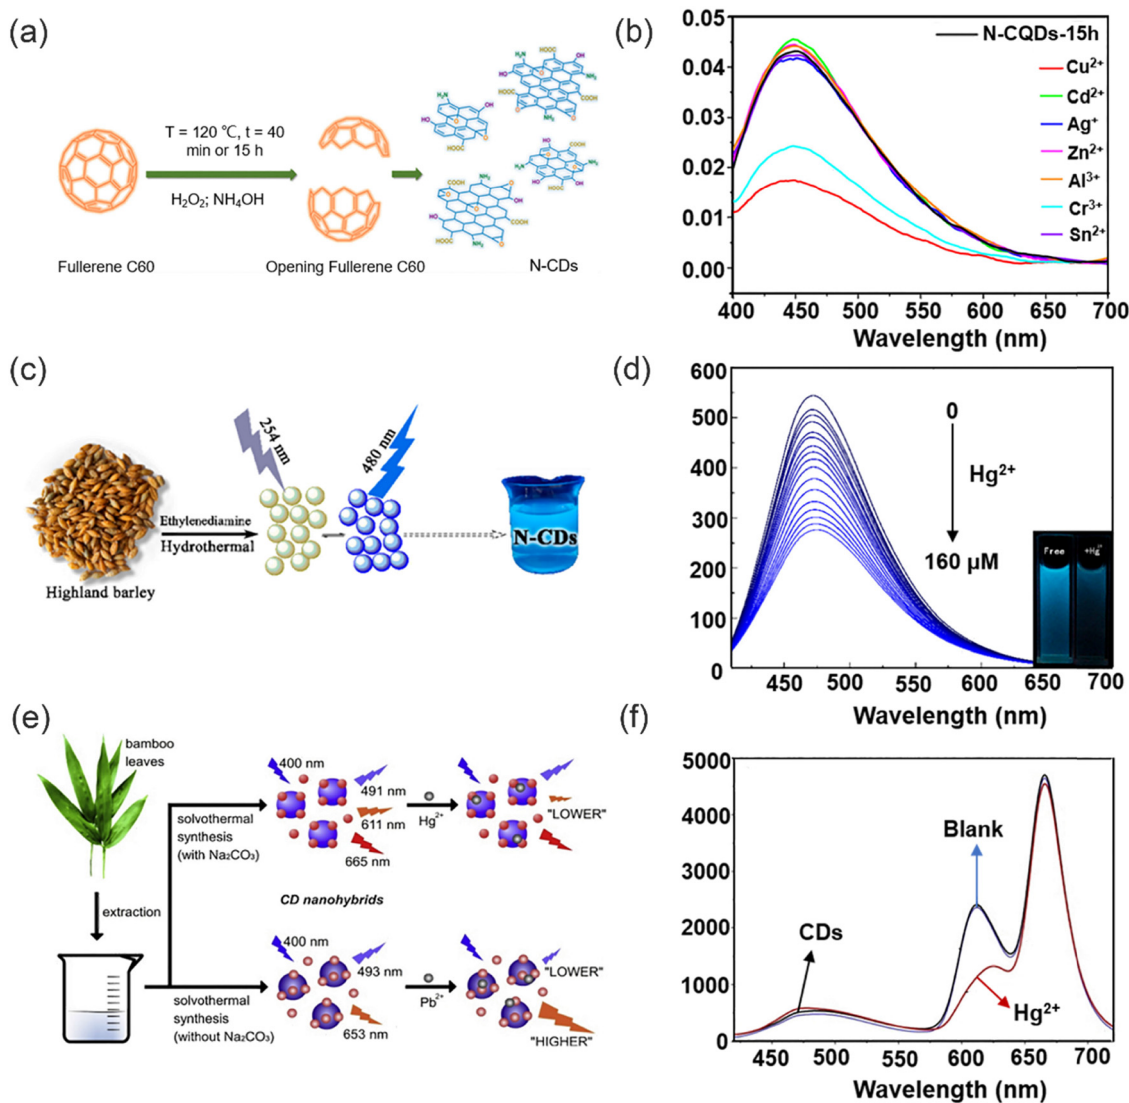 (a)
T = 120 °C, t = 40
min or 15 h
H₂O₂; NH₄OH
Fullerene C60
Opening Fullerene C60
N-CDs
NH₂
OH
HO
COOH
HOOC
H₂N
O
(b)
0.05
0.04
0.03
0.02
0.01
0.00
N-CQDs-15h
Cu²⁺
Cd²⁺
Ag⁺
Zn²⁺
Al³⁺
Cr³⁺
Sn²⁺
400 450 500 550 600 650 700
Wavelength (nm)
(c)
254 nm
480 nm
Ethylenediamine
Hydrothermal
N-CDs
Highland barley
(d)
600
500
400
300
200
100
0
0
Hg²⁺
160 µM
Free
+Hg²⁺
450 500 550 600 650 700
Wavelength (nm)
(e)
bamboo
leaves
extraction
solvothermal
synthesis
(with Na₂CO₃)
400 nm
491 nm
611 nm
665 nm
Hg²⁺
"LOWER"
CD nanohybrids
solvothermal
synthesis
(without Na₂CO₃)
400 nm
493 nm
653 nm
Pb²⁺
"LOWER"
"HIGHER"
(f)
5000
4000
3000
2000
1000
0
Blank
CDs
Hg²⁺
450 500 550 600 650 700
Wavelength (nm)